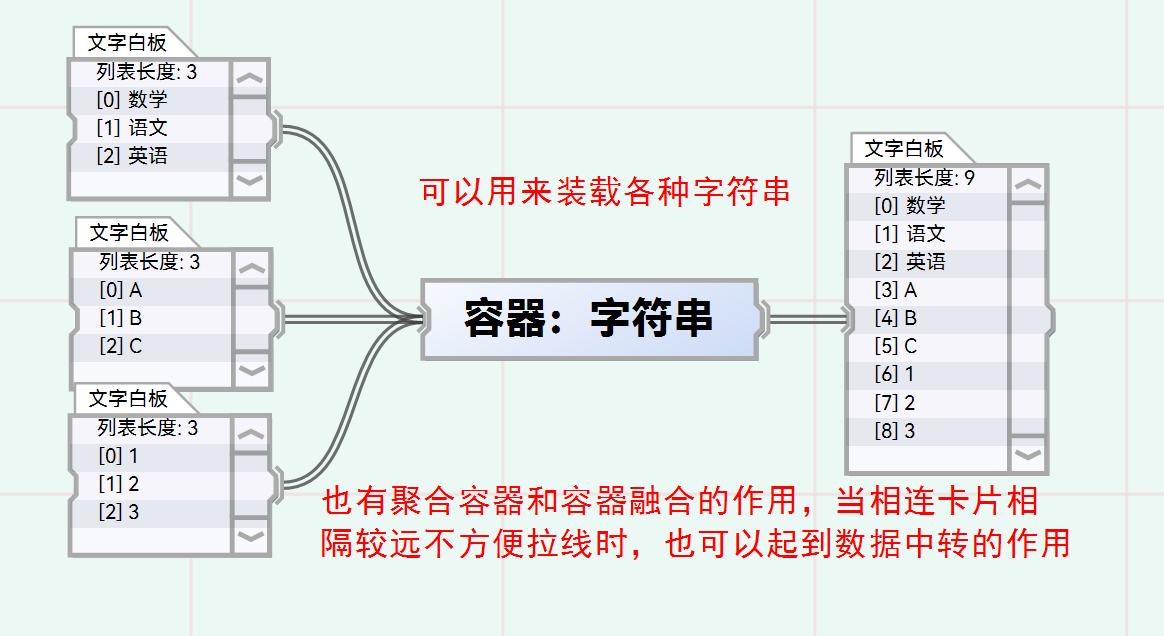 文字白板
列表长度: 3
[0] 数学
[1] 语文
[2] 英语
文字白板
列表长度: 3
[0] A
[1] B
[2] C
文字白板
列表长度: 3
[0] 1
[1] 2
[2] 3
可以用来装载各种字符串
容器：字符串
也有聚合容器和容器融合的作用，当相连卡片相
隔较远不方便拉线时，也可以起到数据中转的作用
文字白板
列表长度: 9
[0] 数学
[1] 语文
[2] 英语
[3] A
[4] B
[5] C
[6] 1
[7] 2
[8] 3